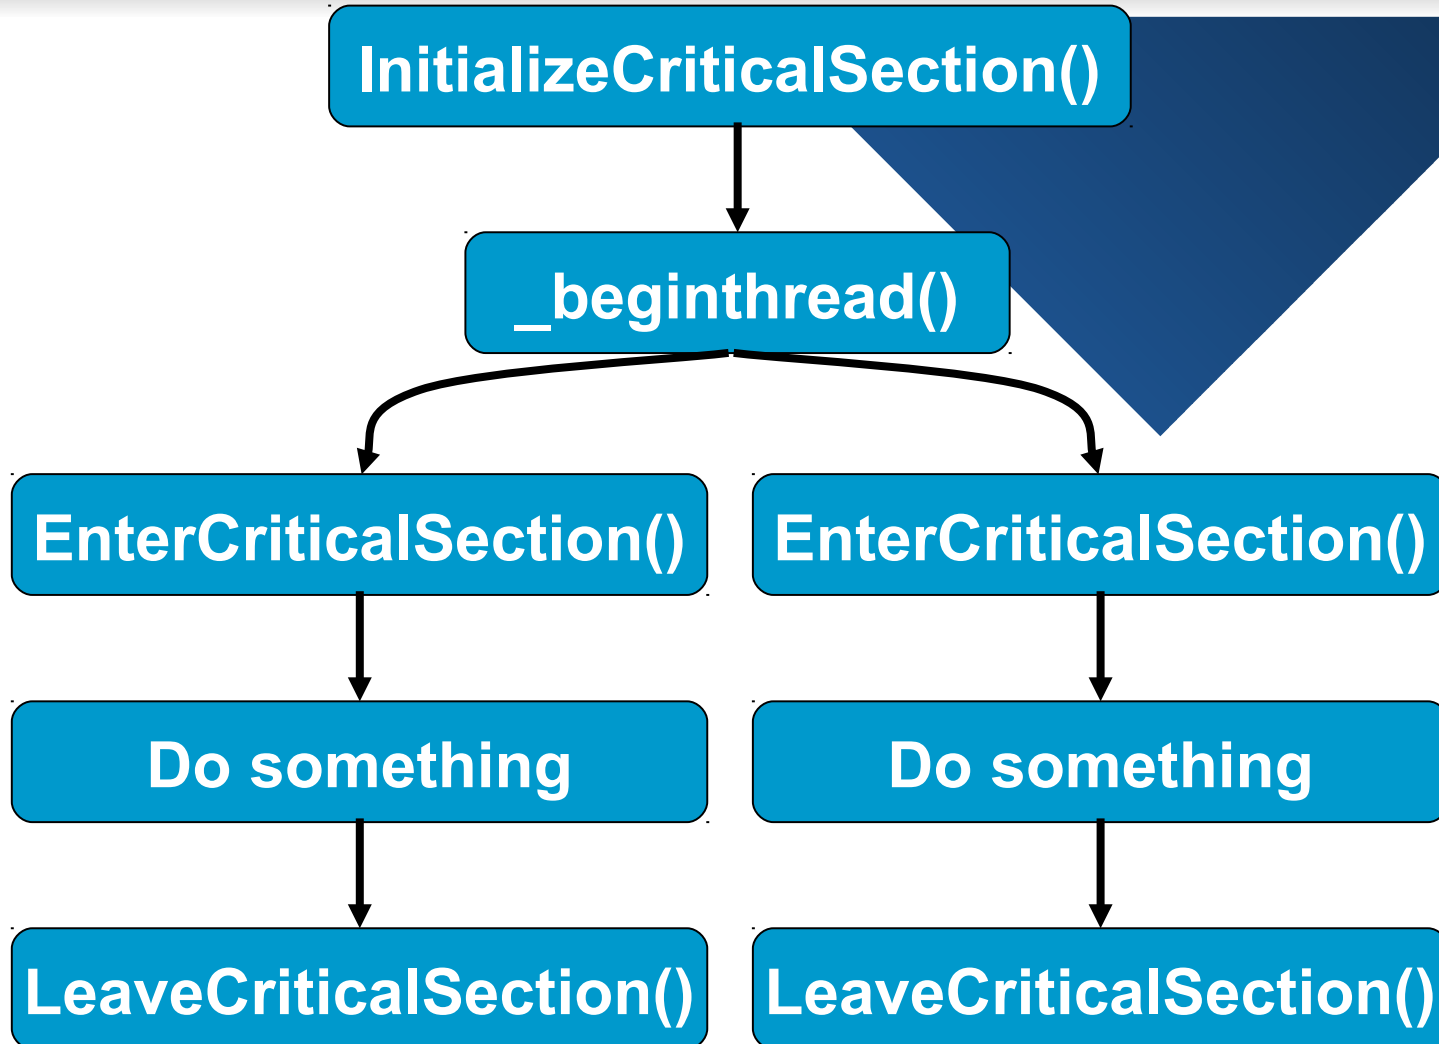 InitializeCriticalSection()
_beginthread()
EnterCriticalSection()
EnterCriticalSection()
Do something
Do something
LeaveCriticalSection()
LeaveCriticalSection()